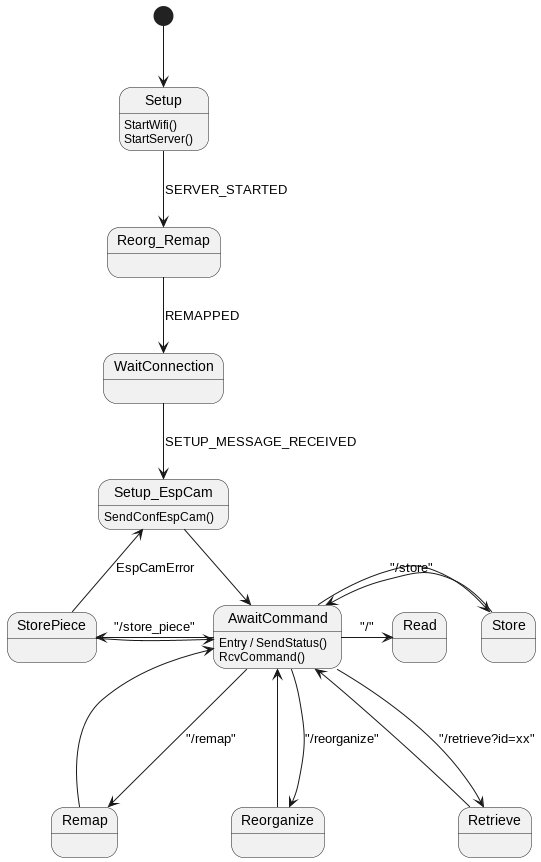 Setup
StartWifi()
StartServer()
SERVER_STARTED
Reorg_Remap
REMAPPED
WaitConnection
SETUP_MESSAGE_RECEIVED
Setup_EspCam
SendConfEspCam()
EspCamError
"/store"
StorePiece
"/store_piece"
AwaitCommand
Entry / SendStatus()
RcvCommand()
"/"
Read
Store
"/remap"
"/reorganize"
"/retrieve?id=xx"
Remap
Reorganize
Retrieve